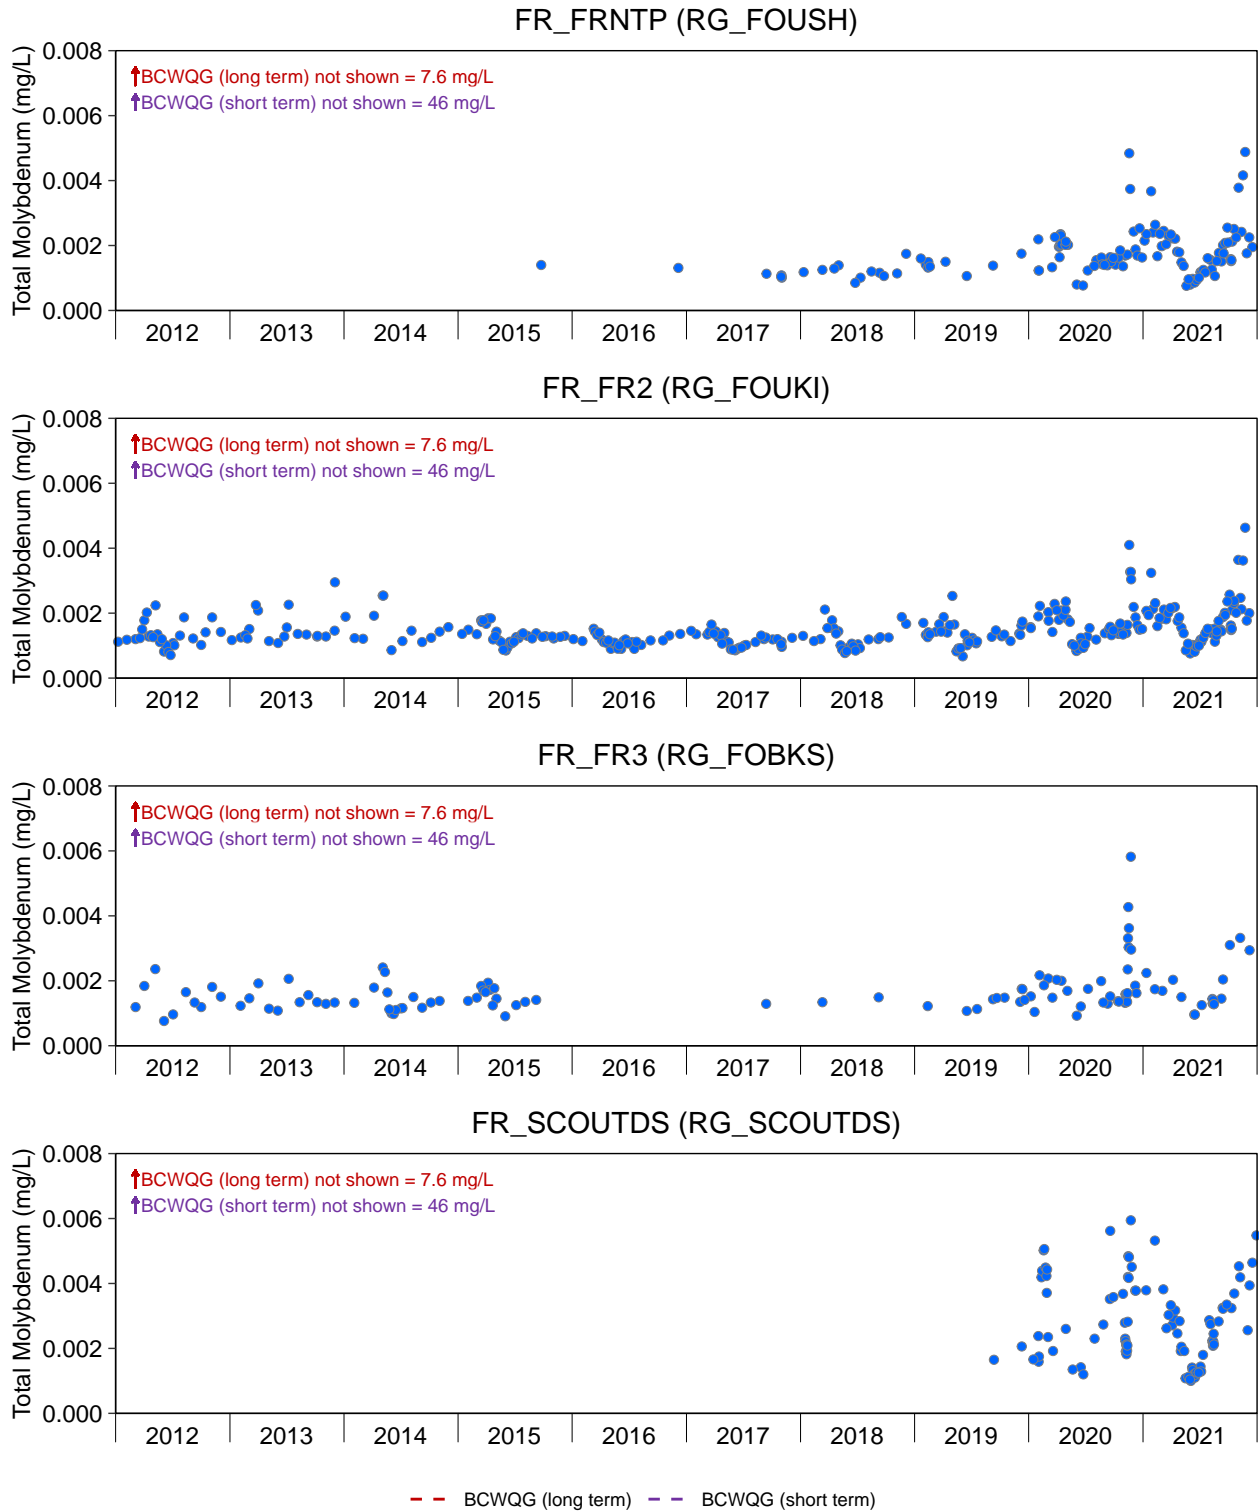 FR_FRNTP (RG_FOUSH)
Total Molybdenum (mg/L)
0.008
0.006
0.004
0.002
0.000
↑BCWQG (long term) not shown = 7.6 mg/L
↑BCWQG (short term) not shown = 46 mg/L
2012 2013 2014 2015 2016 2017 2018 2019 2020 2021
FR_FR2 (RG_FOUKI)
Total Molybdenum (mg/L)
0.008
0.006
0.004
0.002
0.000
↑BCWQG (long term) not shown = 7.6 mg/L
↑BCWQG (short term) not shown = 46 mg/L
2012 2013 2014 2015 2016 2017 2018 2019 2020 2021
FR_FR3 (RG_FOBKS)
Total Molybdenum (mg/L)
0.008
0.006
0.004
0.002
0.000
↑BCWQG (long term) not shown = 7.6 mg/L
↑BCWQG (short term) not shown = 46 mg/L
2012 2013 2014 2015 2016 2017 2018 2019 2020 2021
FR_SCOUTDS (RG_SCOUTDS)
Total Molybdenum (mg/L)
0.008
0.006
0.004
0.002
0.000
↑BCWQG (long term) not shown = 7.6 mg/L
↑BCWQG (short term) not shown = 46 mg/L
2012 2013 2014 2015 2016 2017 2018 2019 2020 2021
BCWQG (long term) BCWQG (short term)